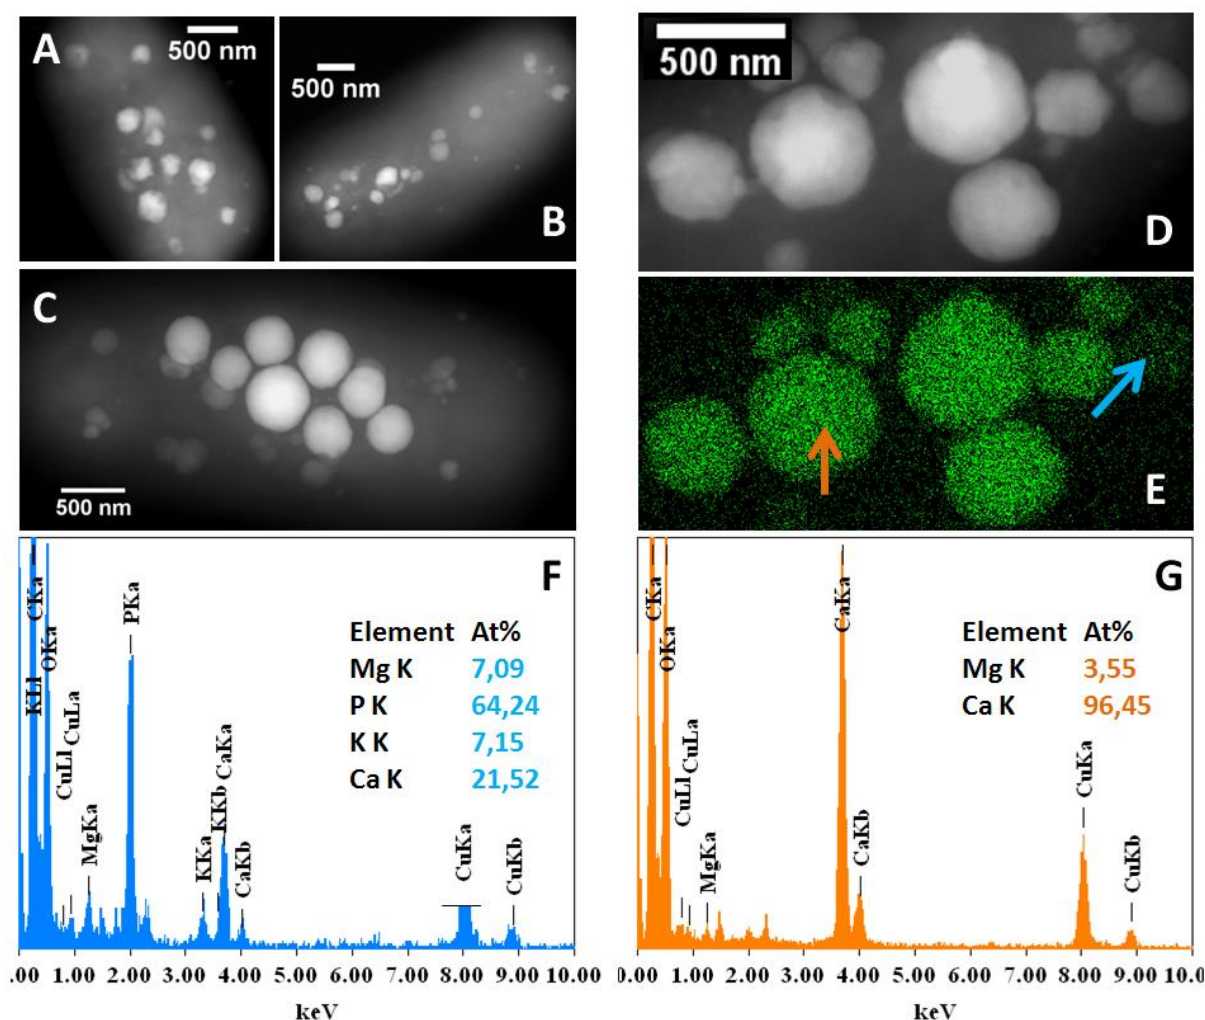 A
500 nm
500 nm
B
C
500 nm
500 nm
D
E
F
CKa
OKa
KLl
CuLl
CuLa
MgKa
PKa
KKa
KKb
CaKa
CaKb
CuKa
CuKb
Element At%
Mg K 7,09
P K 64,24
K K 7,15
Ca K 21,52
.00 1.00 2.00 3.00 4.00 5.00 6.00 7.00 8.00 9.00 10.00
keV
G
CKa
OKa
CuLl
CuLa
MgKa
CaKa
CaKb
CuKa
CuKb
Element At%
Mg K 3,55
Ca K 96,45
0.00 1.00 2.00 3.00 4.00 5.00 6.00 7.00 8.00 9.00 10.0
keV